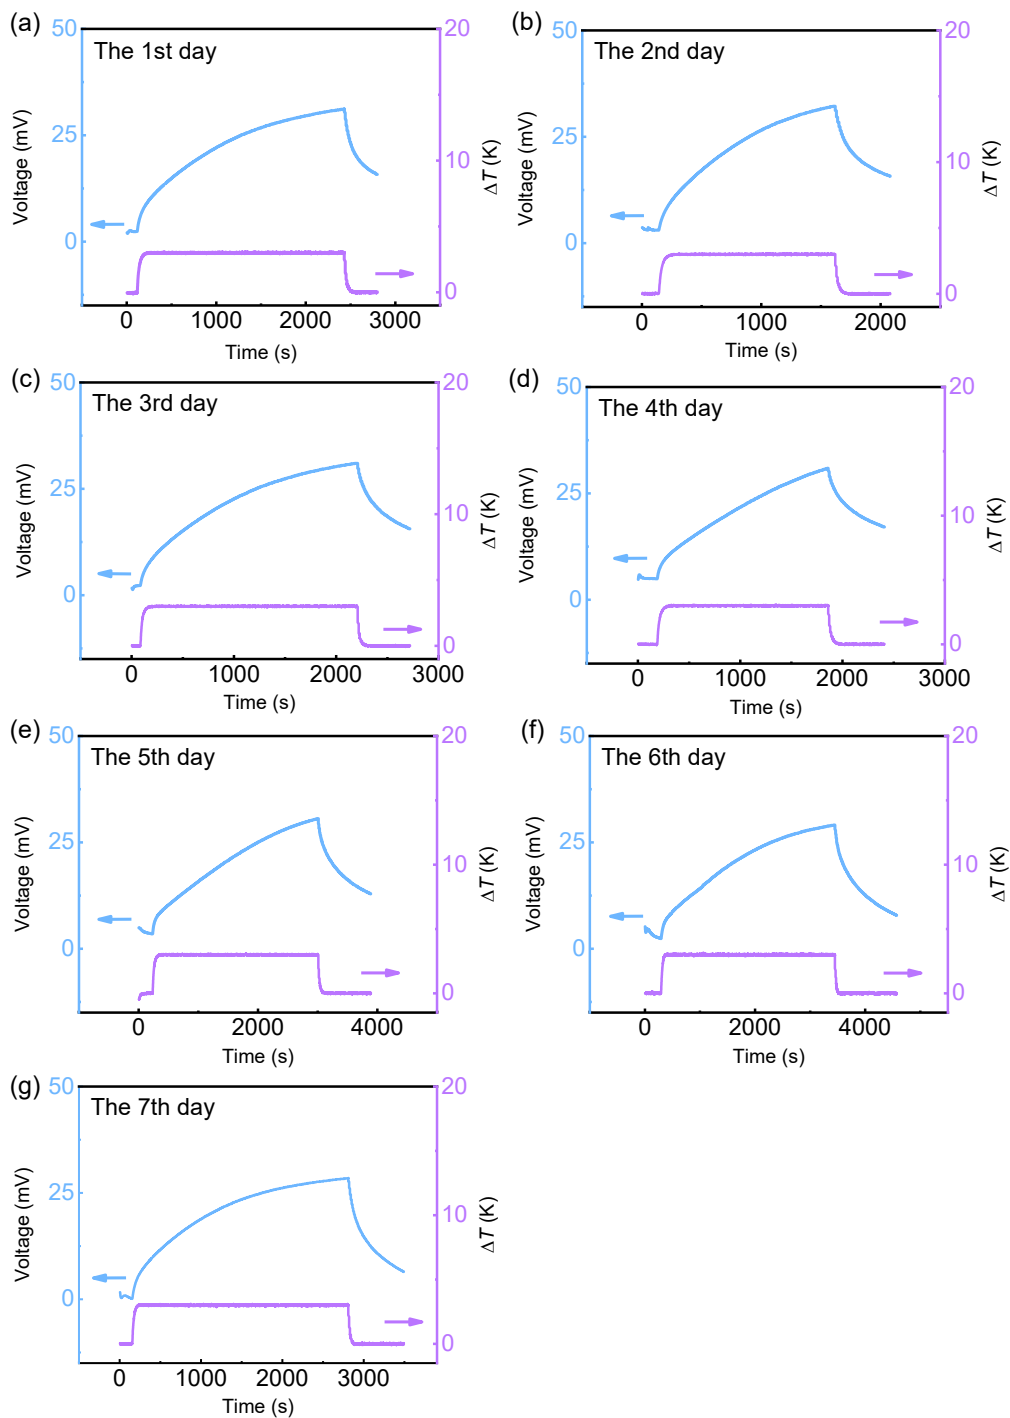 (a)
The 1st day
50
25
0
Voltage (mV)
20
10
0
ΔT (K)
0 1000 2000 3000
Time (s)
(b)
The 2nd day
50
25
0
Voltage (mV)
20
10
0
ΔT (K)
0 1000 2000
Time (s)
(c)
The 3rd day
50
25
0
Voltage (mV)
20
10
0
ΔT (K)
0 1000 2000 3000
Time (s)
(d)
The 4th day
50
25
0
Voltage (mV)
20
10
0
ΔT (K)
0 1000 2000 3000
Time (s)
(e)
The 5th day
50
25
0
Voltage (mV)
20
10
0
ΔT (K)
0 2000 4000
Time (s)
(f)
The 6th day
50
25
0
Voltage (mV)
20
10
0
ΔT (K)
0 2000 4000
Time (s)
(g)
The 7th day
50
25
0
Voltage (mV)
20
10
0
ΔT (K)
0 1000 2000 3000
Time (s)